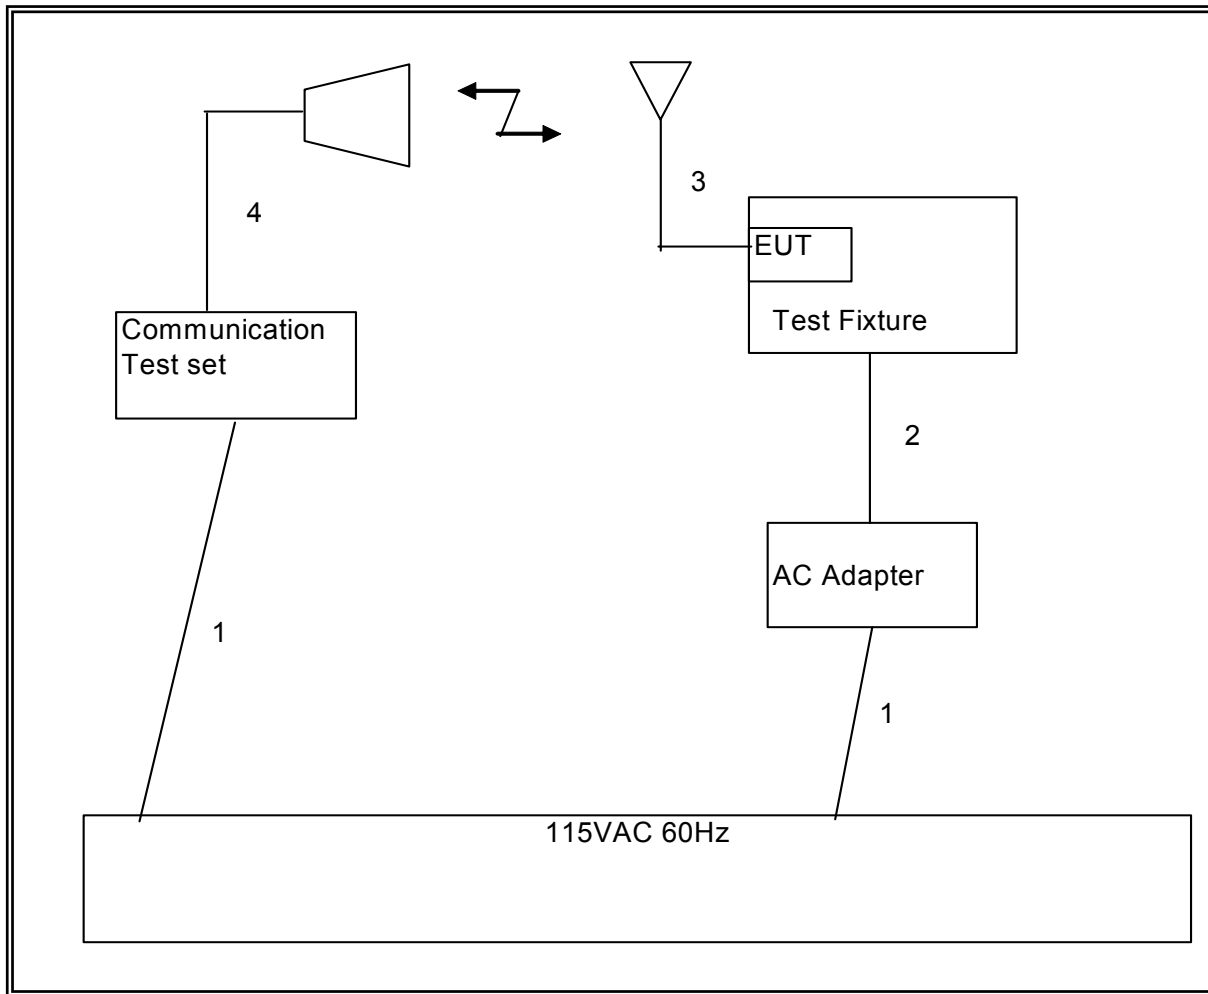 3
4
EUT
Test Fixture
Communication
Test set
2
AC Adapter
1
1
115VAC 60Hz